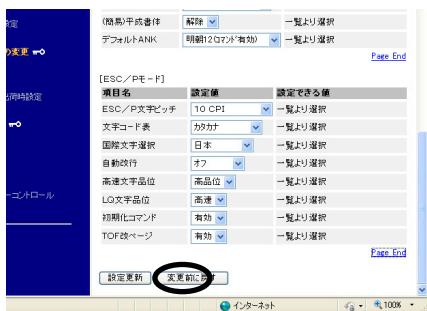 (簡易)平成書体 解除 一覧より選択
デフォルトANK 明朝12(コマンド有効) 一覧より選択
Page End
の変更
[ESC/Pモード]
項目名 設定値 設定できる値
出荷時設定
ESC/P文字ピッチ 10 CPI 一覧より選択
文字コード表 カタカナ 一覧より選択
国際文字選択 日本 一覧より選択
自動改行 オフ 一覧より選択
高速文字品位 高品位 一覧より選択
LQ文字品位 高速 一覧より選択
ーコントロール
初期化コマンド 有効 一覧より選択
TOF改ページ 有効 一覧より選択
Page End
設定更新 変更前に戻す
インターネット 100%